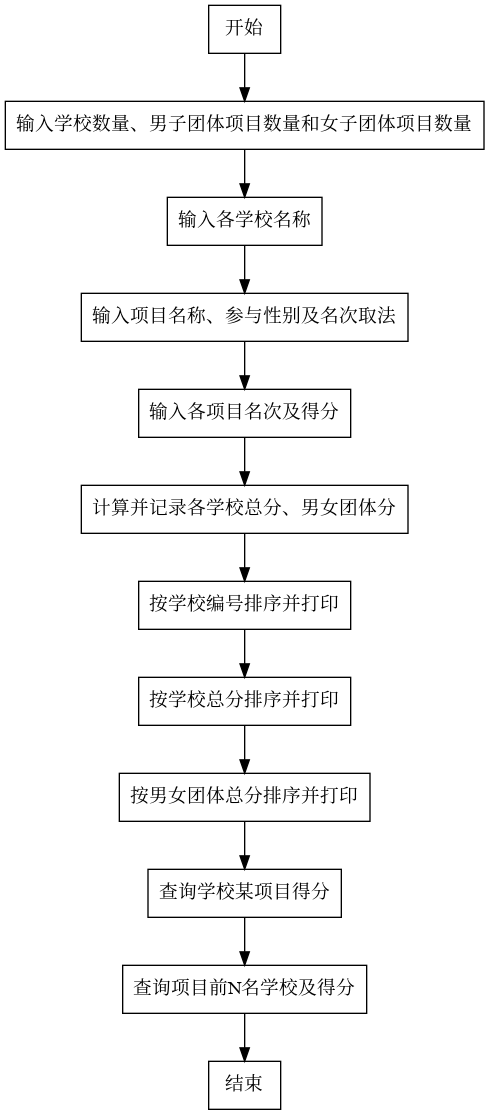 开始
输入学校数量、男子团体项目数量和女子团体项目数量
输入各学校名称
输入项目名称、参与性别及名次取法
输入各项目名次及得分
计算并记录各学校总分、男女团体分
按学校编号排序并打印
按学校总分排序并打印
按男女团体总分排序并打印
查询学校某项目得分
查询项目前N名学校及得分
结束